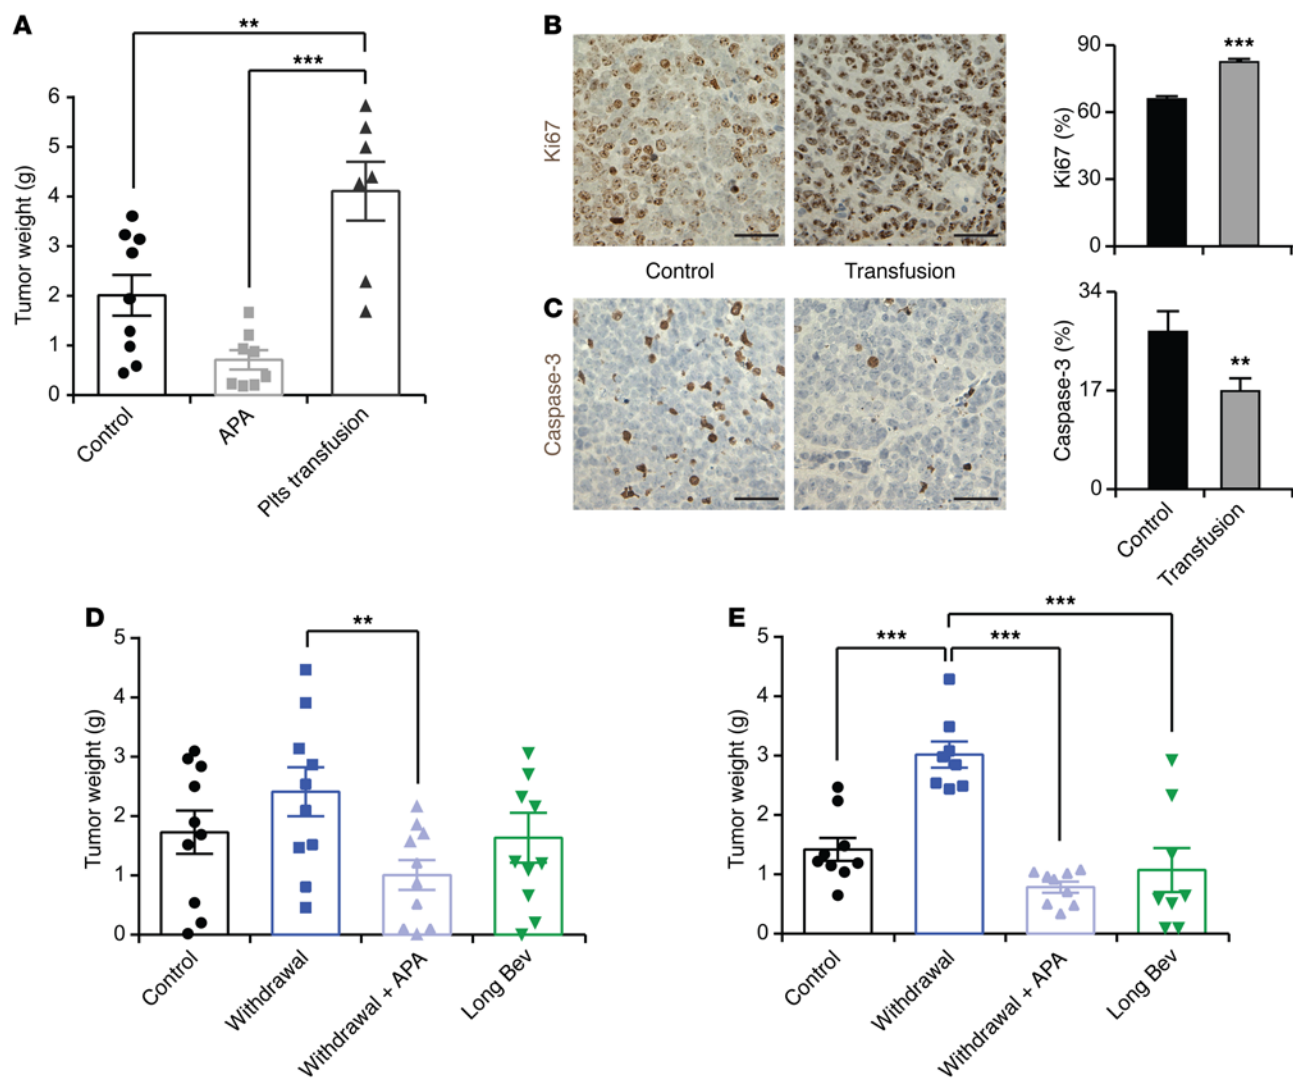 A
**
***
Tumor weight (g)
6
5
4
3
2
1
0
Control
APA
Plts transfusion
B
Ki67
Control
Transfusion
Ki67 (%)
90
60
30
0
***
C
Caspase-3
Caspase-3 (%)
34
17
0
**
Control
Transfusion
D
**
Tumor weight (g)
5
4
3
2
1
0
Control
Withdrawal
Withdrawal + APA
Long Bev
E
***
***
***
Tumor weight (g)
5
4
3
2
1
0
Control
Withdrawal
Withdrawal + APA
Long Bev